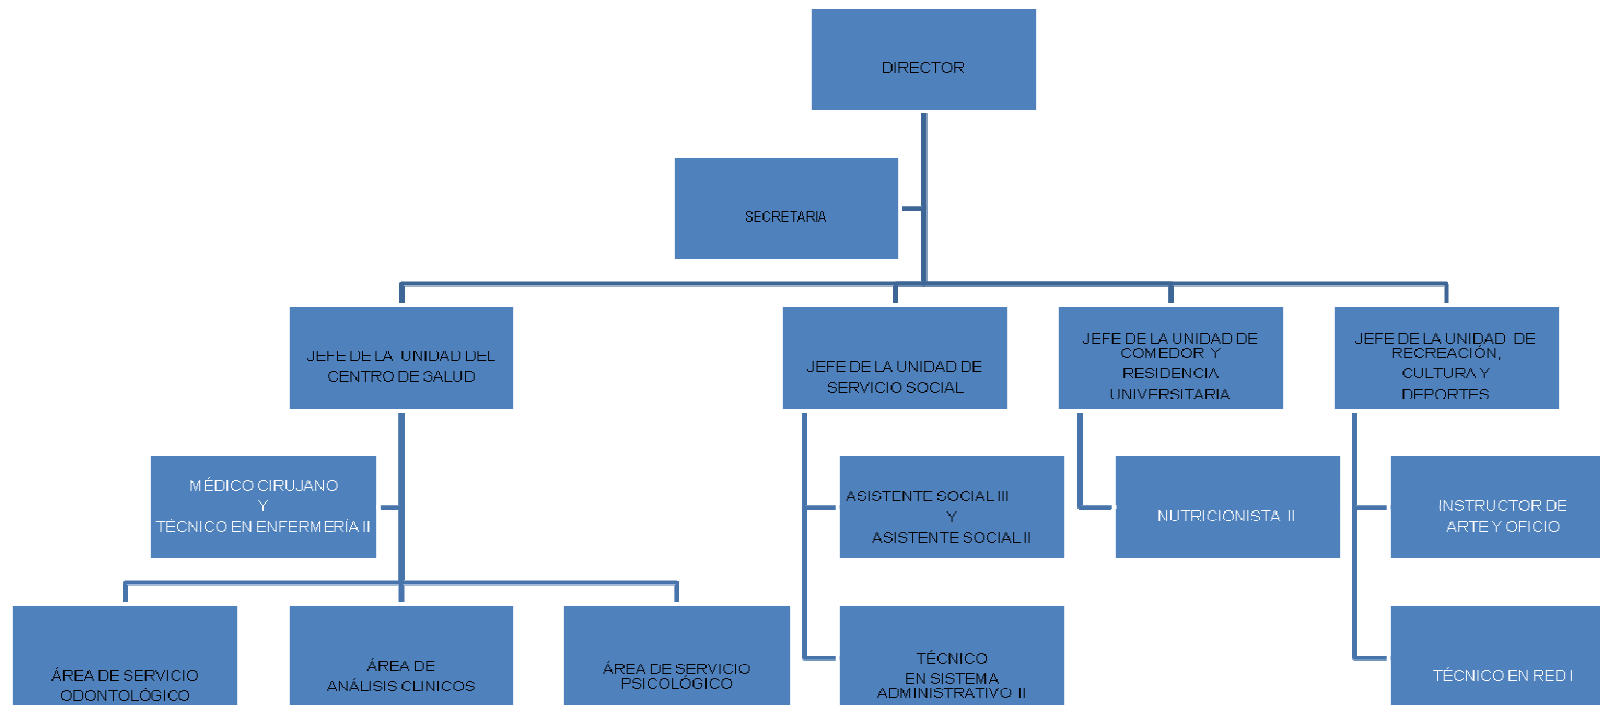 DIRECTOR
SECRETARIA
JEFE DE LA UNIDAD DEL
CENTRO DE SALUD
JEFE DE LA UNIDAD DE
SERVICIO SOCIAL
JEFE DE LA UNIDAD DE
COMEDOR Y
RESIDENCIA
UNIVERSITARIA
JEFE DE LA UNIDAD DE
RECREACIÓN,
CULTURA Y
DEPORTES
MÉDICO CIRUJANO
Y
TÉCNICO EN ENFERMERÍA II
ASISTENTE SOCIAL III
Y
ASISTENTE SOCIAL II
NUTRICIONISTA II
INSTRUCTOR DE
ARTE Y OFICIO
ÁREA DE SERVICIO
ODONTOLÓGICO
ÁREA DE
ANÁLISIS CLINICOS
ÁREA DE SERVICIO
PSICOLÓGICO
TÉCNICO
EN SISTEMA
ADMINISTRATIVO II
TÉCNICO EN RED I